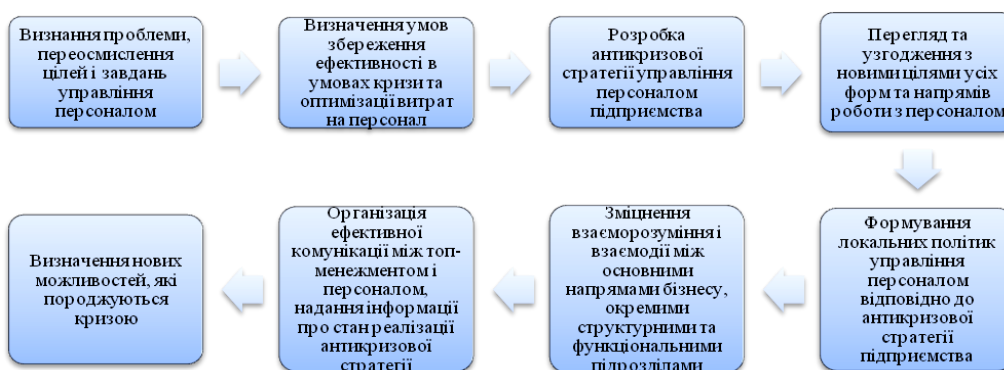 Визнання проблеми,
переосмислення
цілей і завдань
управління
персоналом
Визначення умов
збереження
ефективності в
умовах кризи та
оптимізації витрат
на персонал
Розробка
антикризової
стратегії управління
персоналом
підприємства
Перегляд та
узгодження з
новими цілями усіх
форм та напрямів
роботи з персоналом
Формування
локальних політик
управління
персоналом
відповідно до
антикризової
стратегії
підприємства
Зміцнення
взаєморозуміння і
взаємодії між
основними
напрямами бізнесу,
окремими
структурними та
функціональними
підрозділами
Організація
ефективної
комунікації між топ-
менежментом і
персоналом,
надання інформації
про стан реалізації
антикризової
стратегії
Визначення нових
можливостей, які
породжуються
кризою